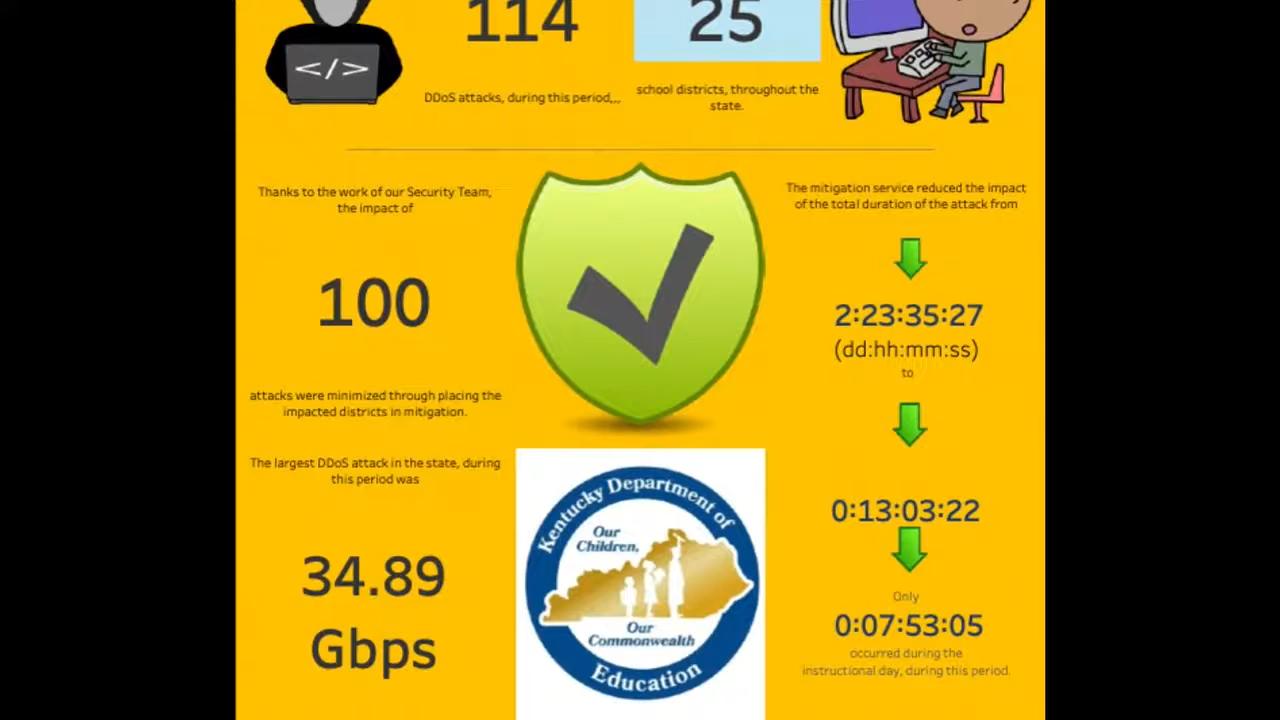 114
25
</>
DDoS attacks, during this period,,,
school districts, throughout the
state.
Thanks to the work of our Security Team,
the impact of
100
attacks were minimized through placing the
impacted districts in mitigation.
The largest DDoS attack in the state, during
this period was
34.89
Gbps
Kentucky Department of
Our
Children,
Our
Commonwealth
Education
The mitigation service reduced the impact
of the total duration of the attack from
2:23:35:27
(dd:hh:mm:ss)
to
0:13:03:22
Only
0:07:53:05
occurred during the
instructional day, during this period.